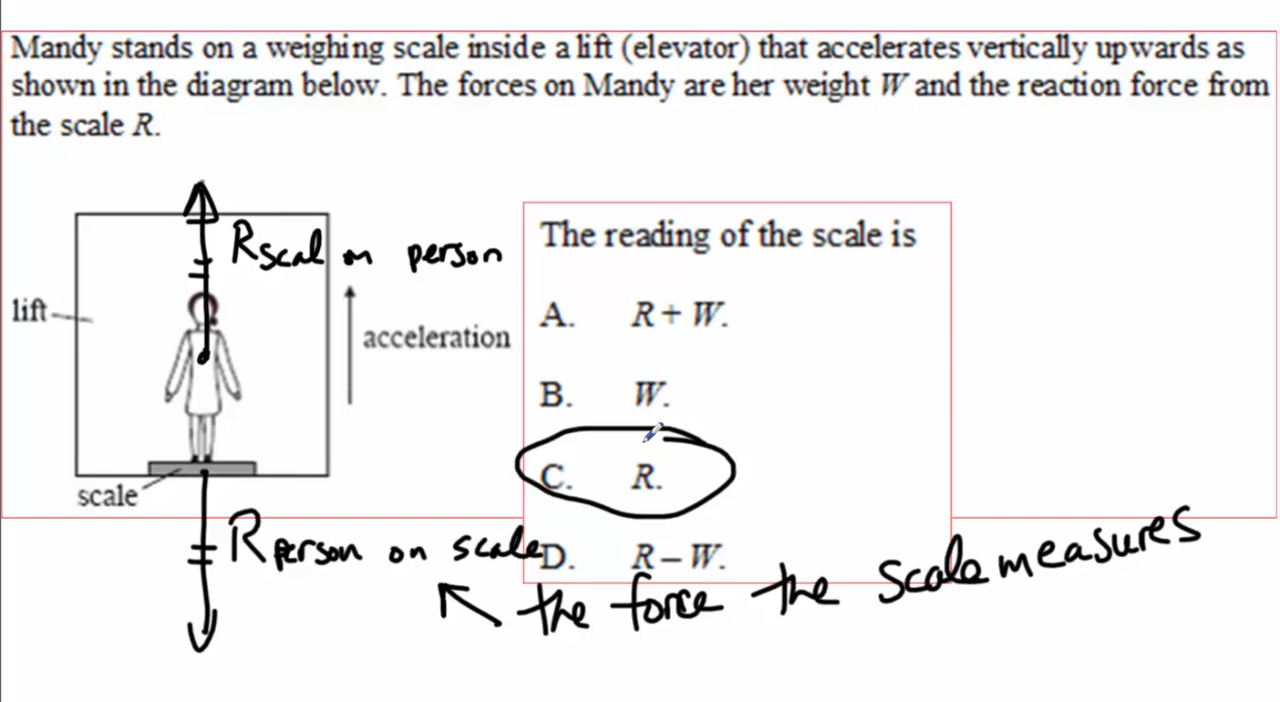 Mandy stands on a weighing scale inside a lift (elevator) that accelerates vertically upwards as
shown in the diagram below. The forces on Mandy are her weight W and the reaction force from
the scale R.
R scal on person
lift
acceleration
scale
R person on scale
The reading of the scale is
A. R + W.
B. W.
C. R.
D. R – W.
the force the scale measures